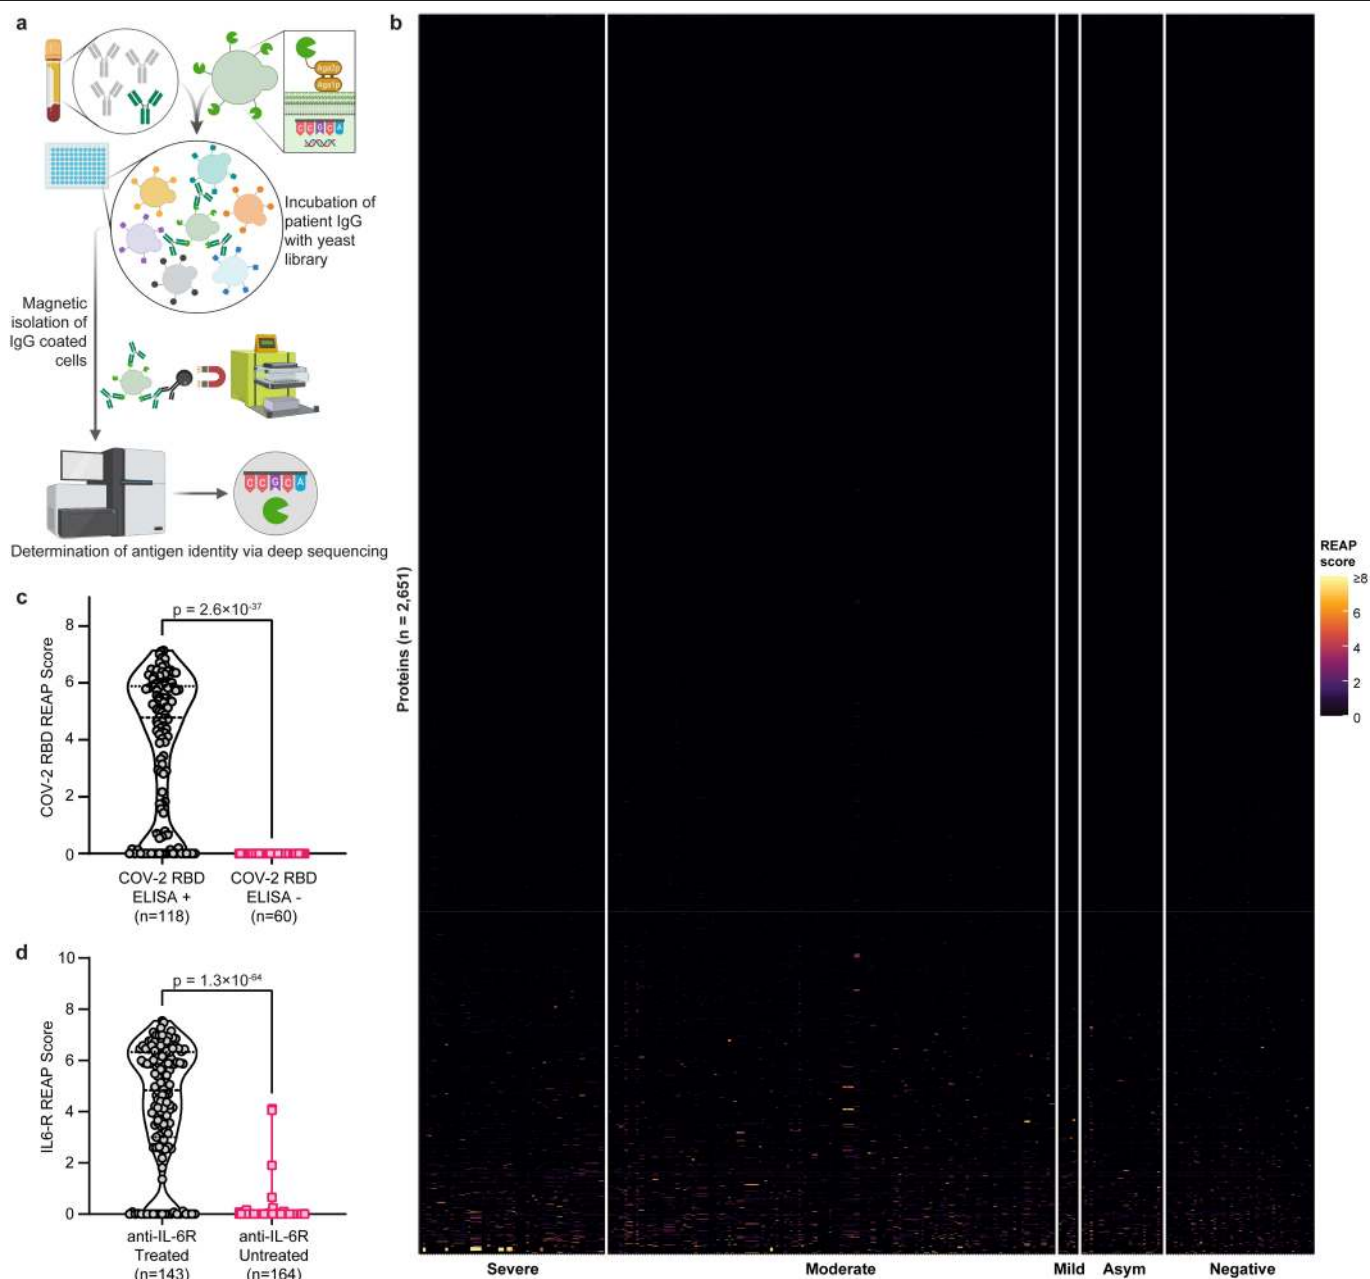 a
Aga2p
Aga1p
C C G C A
Incubation of
patient IgG
with yeast
library
Magnetic
isolation of
IgG coated
cells
C C G C A
Determination of antigen identity via deep sequencing
b
Proteins (n = 2,651)
Severe
Moderate
Mild
Asym
Negative
REAP
score
≥8
6
4
2
0
c
p = 2.6×10-37
COV-2 RBD REAP Score
8
6
4
2
0
COV-2 RBD
ELISA +
(n=118)
COV-2 RBD
ELISA -
(n=60)
d
p = 1.3×10-64
IL6-R REAP Score
10
8
6
4
2
0
anti-IL-6R
Treated
(n=143)
anti-IL-6R
Untreated
(n=164)